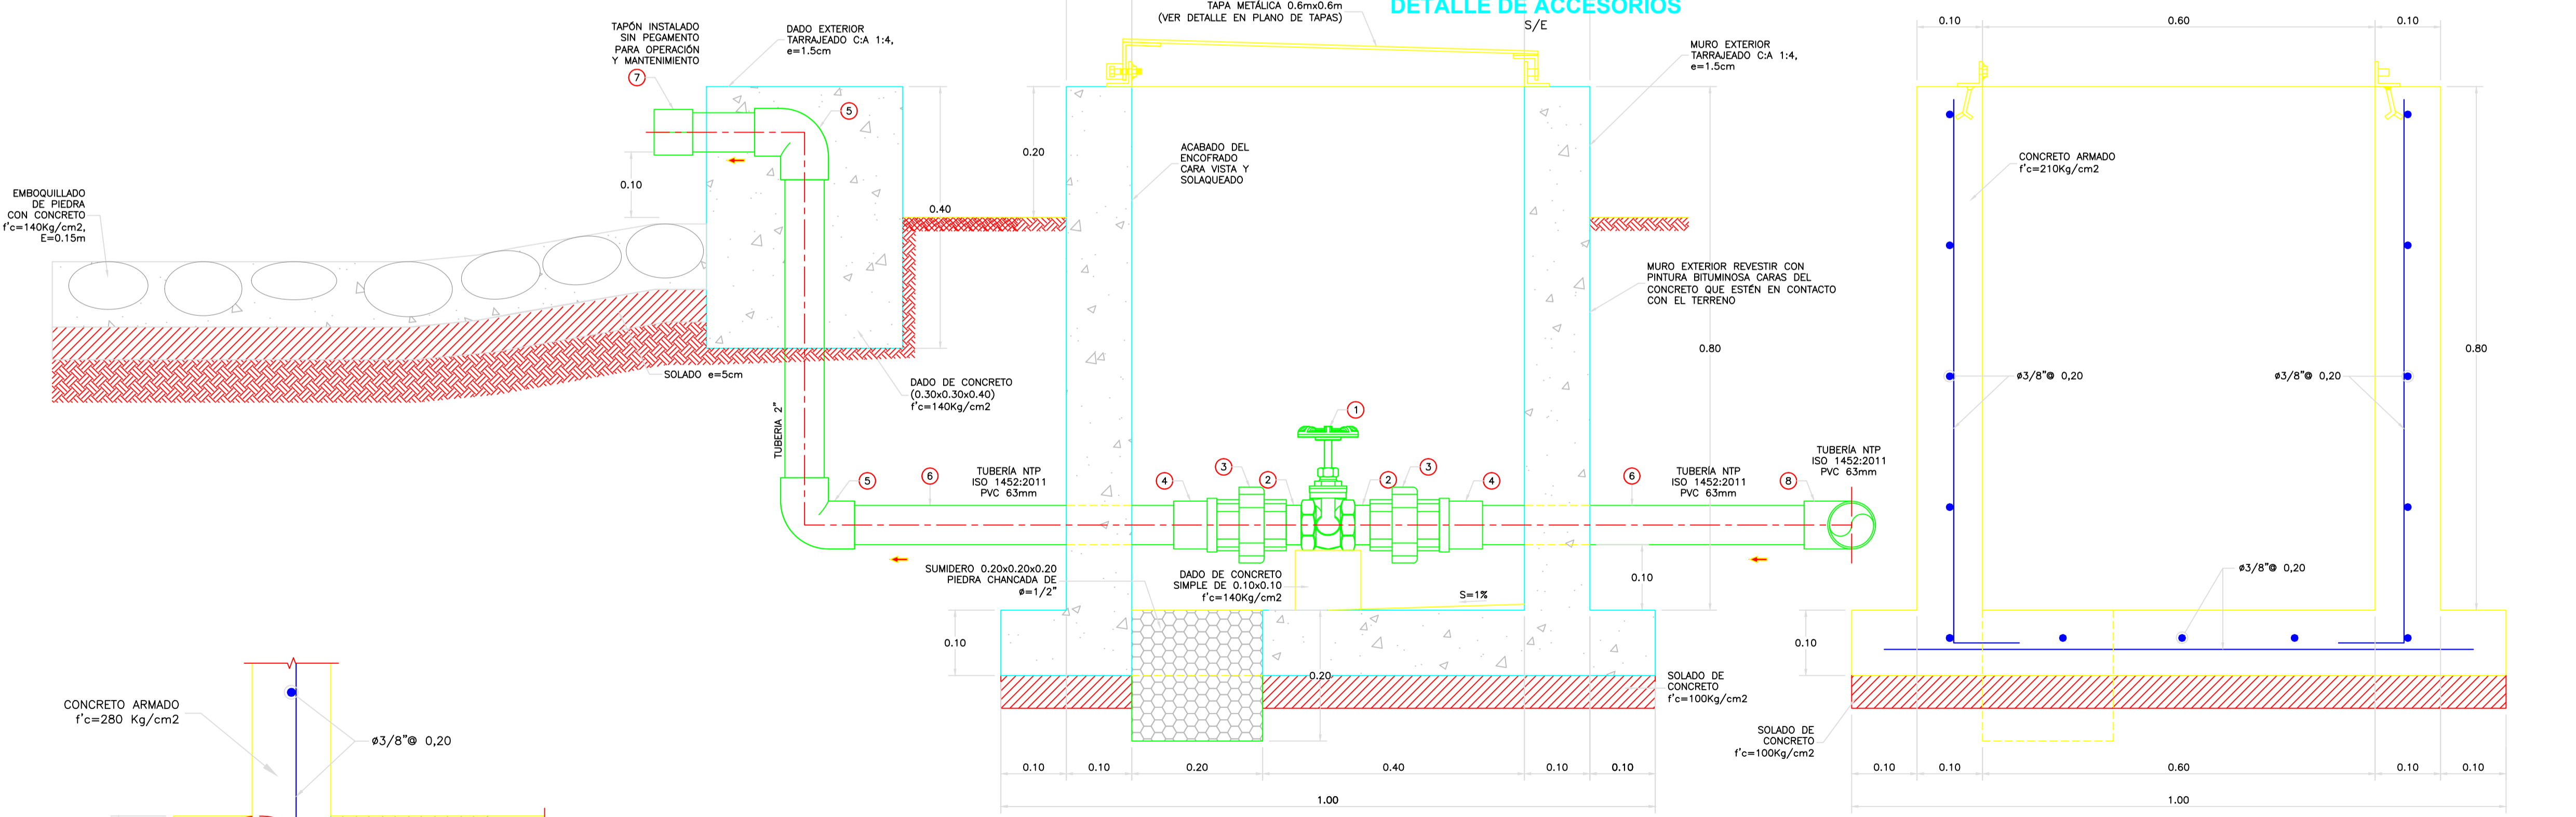 DETALLE DE ACCESORIOS
S/E
TAPA METÁLICA 0.6mx0.6m
(VER DETALLE EN PLANO DE TAPAS)
TAPÓN INSTALADO
SIN PEGAMENTO
PARA OPERACIÓN
Y MANTENIMIENTO
7
DADO EXTERIOR
TARRAJEADO C:A 1:4,
e=1.5cm
5
0.10
0.40
0.20
EMBOQUILLADO
DE PIEDRA
CON CONCRETO
f'c=140Kg/cm2,
E=0.15m
SOLADO e=5cm
DADO DE CONCRETO
(0.30x0.30x0.40)
f'c=140Kg/cm2
TUBERIA 2"
ACABADO DEL
ENCOFRADO
CARA VISTA Y
SOLAQUEADO
MURO EXTERIOR
TARRAJEADO C:A 1:4,
e=1.5cm
MURO EXTERIOR REVESTIR CON
PINTURA BITUMINOSA CARAS DEL
CONCRETO QUE ESTÉN EN CONTACTO
CON EL TERRENO
0.80
5
6
TUBERÍA NTP
ISO 1452:2011
PVC 63mm
4
3
2
1
2
3
4
6
TUBERÍA NTP
ISO 1452:2011
PVC 63mm
8
TUBERÍA NTP
ISO 1452:2011
PVC 63mm
SUMIDERO 0.20x0.20x0.20
PIEDRA CHANCADA DE
ø=1/2"
DADO DE CONCRETO
SIMPLE DE 0.10x0.10
f'c=140Kg/cm2
S=1%
0.10
0.10
0.20
SOLADO DE
CONCRETO
f'c=100Kg/cm2
0.10
0.10
0.20
0.40
0.10
0.10
1.00
0.10
0.60
0.10
CONCRETO ARMADO
f'c=210Kg/cm2
ø3/8"@ 0,20
ø3/8"@ 0,20
0.80
ø3/8"@ 0,20
0.10
SOLADO DE
CONCRETO
f'c=100Kg/cm2
0.10
0.10
0.60
0.10
0.10
1.00
CONCRETO ARMADO
f'c=280 Kg/cm2
ø3/8"@ 0,20